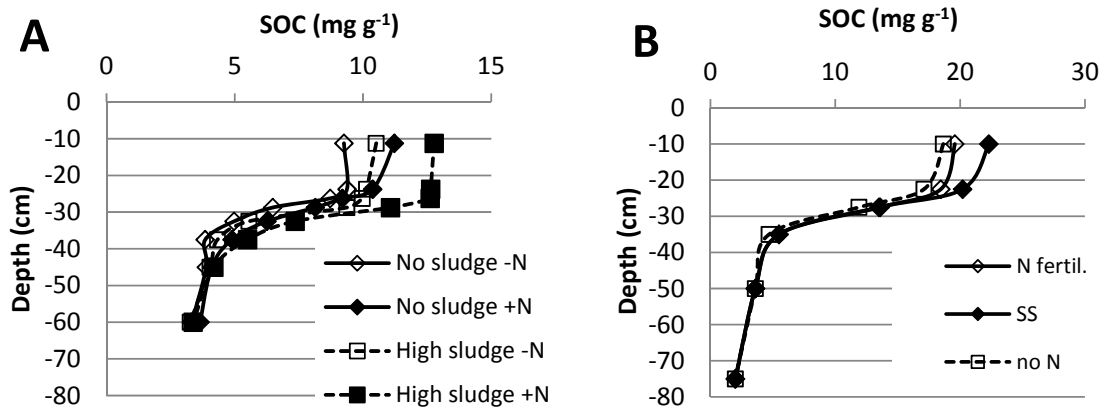 A
SOC (mg g⁻¹)
0 5 10 15
0
-10
-20
-30
-40
-50
-60
-70
-80
Depth (cm)
No sludge -N
No sludge +N
High sludge -N
High sludge +N
B
SOC (mg g⁻¹)
0 10 20 30
0
-10
-20
-30
-40
-50
-60
-70
-80
Depth (cm)
N fertil.
SS
no N